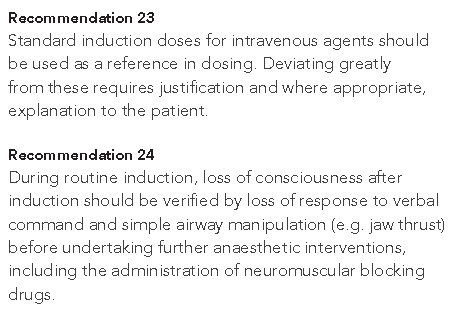 Recommendation 23
Standard induction doses for intravenous agents should
be used as a reference in dosing. Deviating greatly
from these requires justification and where appropriate,
explanation to the patient.
Recommendation 24
During routine induction, loss of consciousness after
induction should be verified by loss of response to verbal
command and simple airway manipulation (e.g. jaw thrust)
before undertaking further anaesthetic interventions,
including the administration of neuromuscular blocking
drugs.